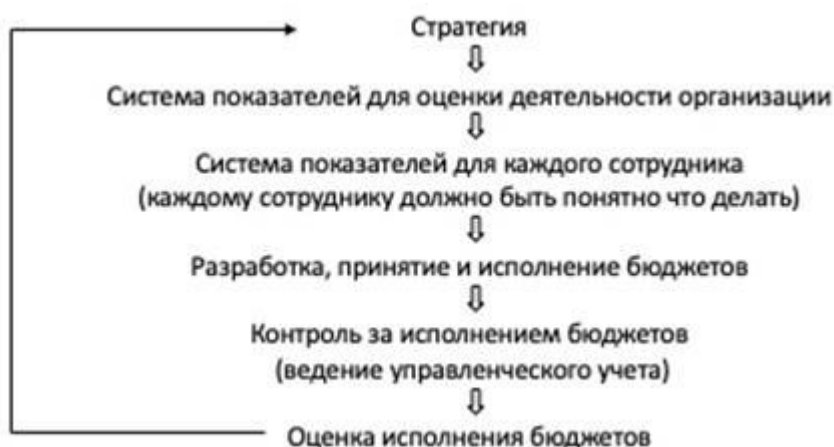 Стратегия
Система показателей для оценки деятельности организации
Система показателей для каждого сотрудника
(каждому сотруднику должно быть понятно что делать)
Разработка, принятие и исполнение бюджетов
Контроль за исполнением бюджетов
(ведение управленческого учета)
Оценка исполнения бюджетов